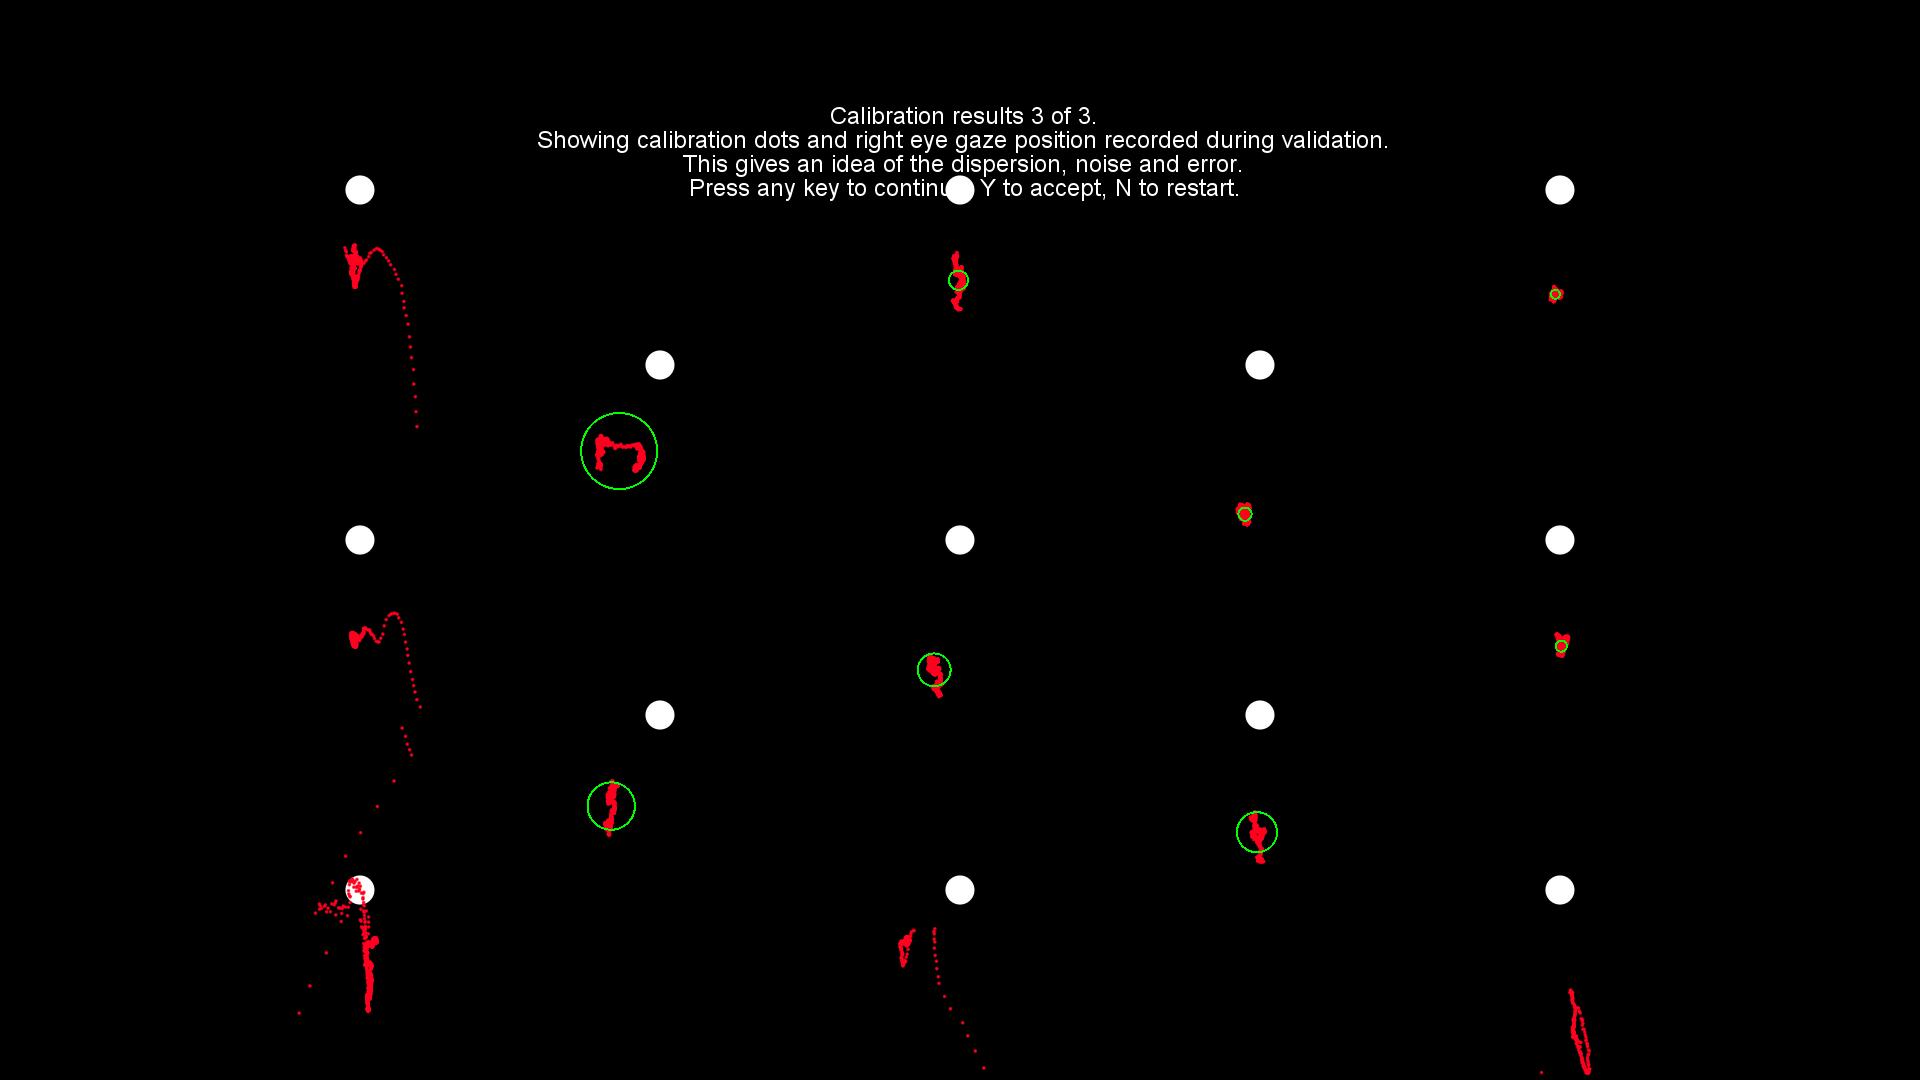 Calibration results 3 of 3.
Showing calibration dots and right eye gaze position recorded during validation.
This gives an idea of the dispersion, noise and error.
Press any key to continu Y to accept, N to restart.